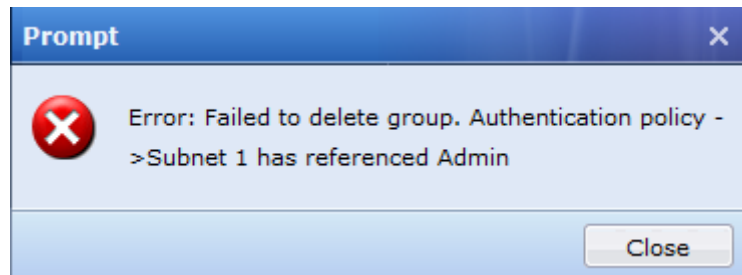 Prompt
Error: Failed to delete group. Authentication policy -
>Subnet 1 has referenced Admin
Close